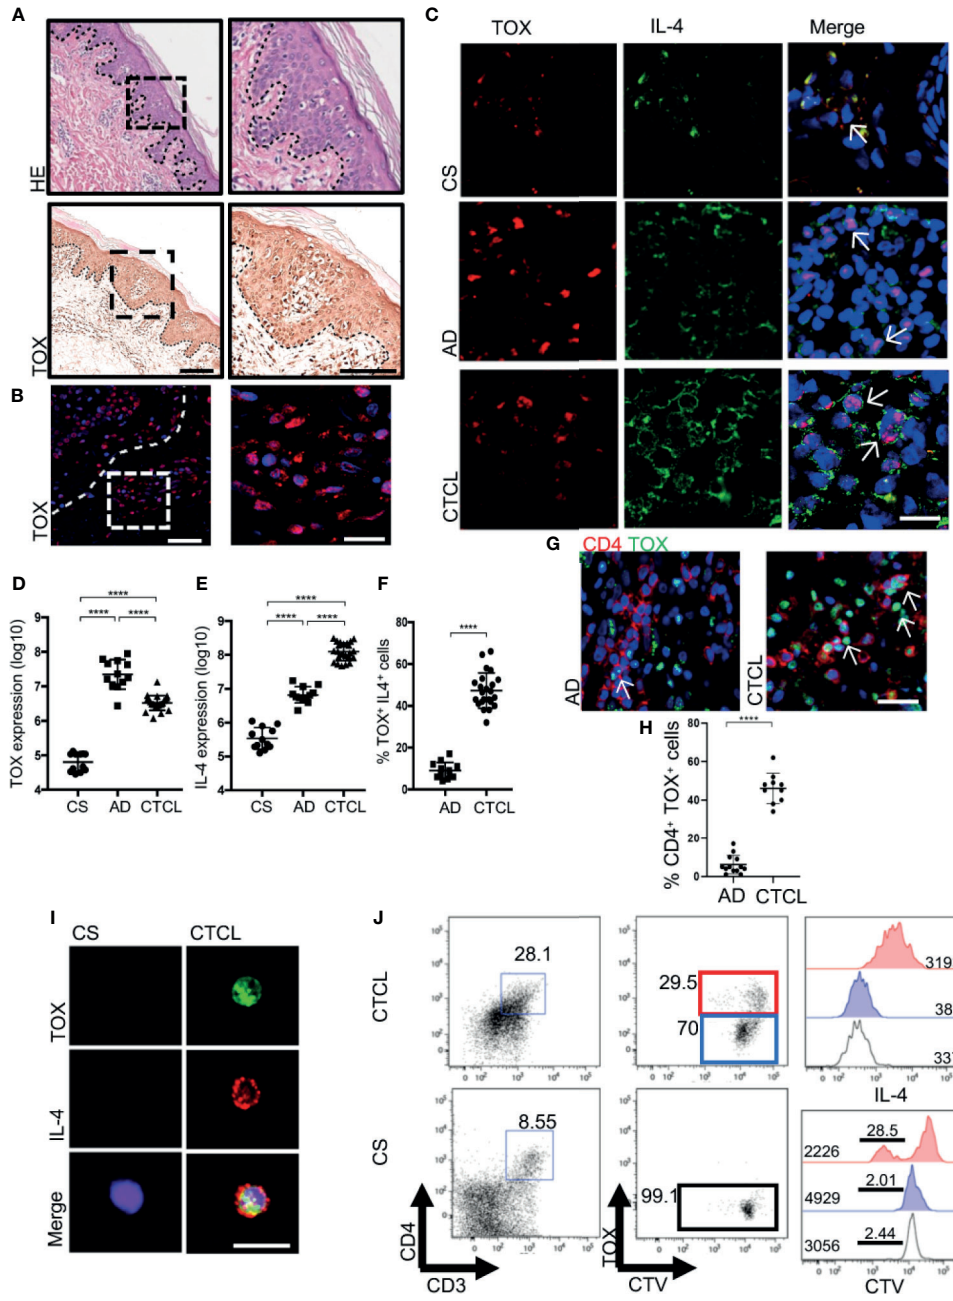 A
HE
TOX
B
TOX
C
TOX IL-4 Merge
CS
AD
CTCL
D
TOX expression (log10)
9
8
7
6
5
4
CS AD CTCL
**** **** ****
E
IL-4 expression (log10)
9
8
7
6
5
4
CS AD CTCL
**** **** ****
F
% TOX+ IL4+ cells
80
60
40
20
0
AD CTCL
****
G
CD4 TOX
AD
CTCL
H
% CD4+ TOX+ cells
80
60
40
20
0
AD CTCL
****
I
CS CTCL
TOX
IL-4
Merge
J
CTCL
28.1
29.5
70
319
38
337
IL-4
CS
8.55
99.1
2226 28.5
4929 2.01
3056 2.44
CD4
CD3
TOX
CTV
CTV